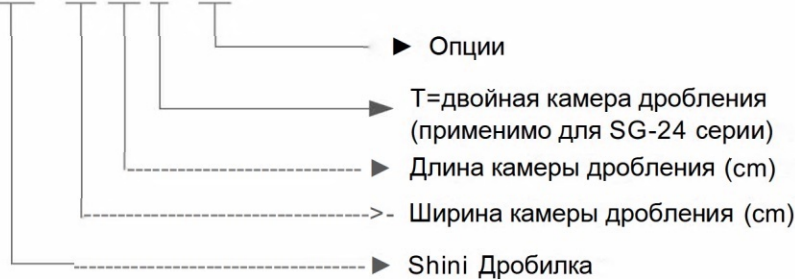 Опции
Т=двойная камера дробления
(применимо для SG-24 серии)
Длина камеры дробления (cm)
Ширина камеры дробления (cm)
Shini Дробилка